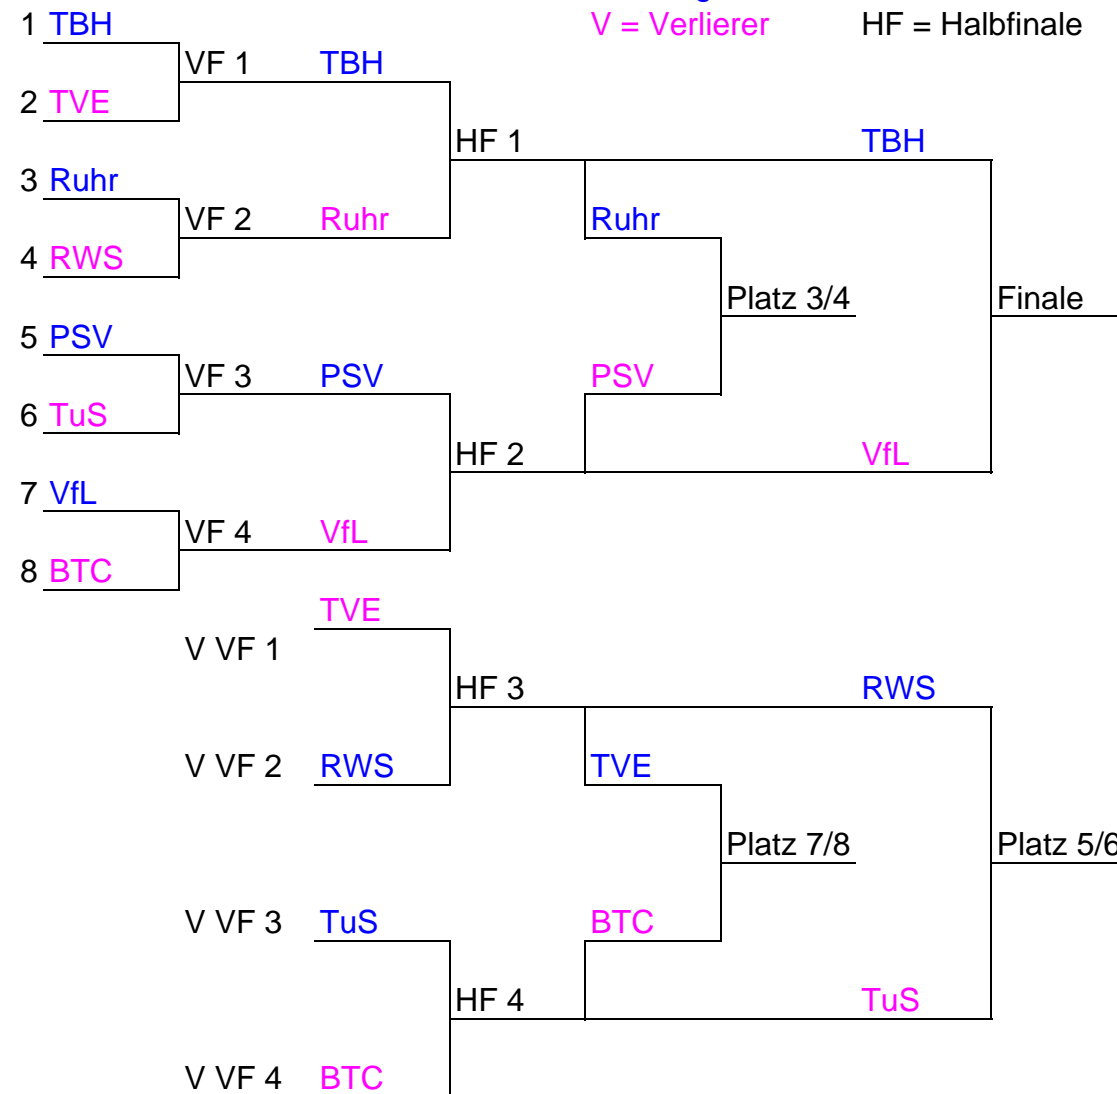 V = Verlierer HF = Halbfinale
1 TBH
VF 1 TBH
2 TVE
HF 1 TBH
3 Ruhr
VF 2 Ruhr Ruhr
4 RWS
Platz 3/4 Finale
5 PSV
VF 3 PSV PSV
6 TuS
HF 2 VfL
7 VfL
VF 4 VfL
8 BTC
TVE
V VF 1
HF 3 RWS
V VF 2 RWS TVE
Platz 7/8 Platz 5/6
V VF 3 TuS BTC
HF 4 TuS
V VF 4 BTC